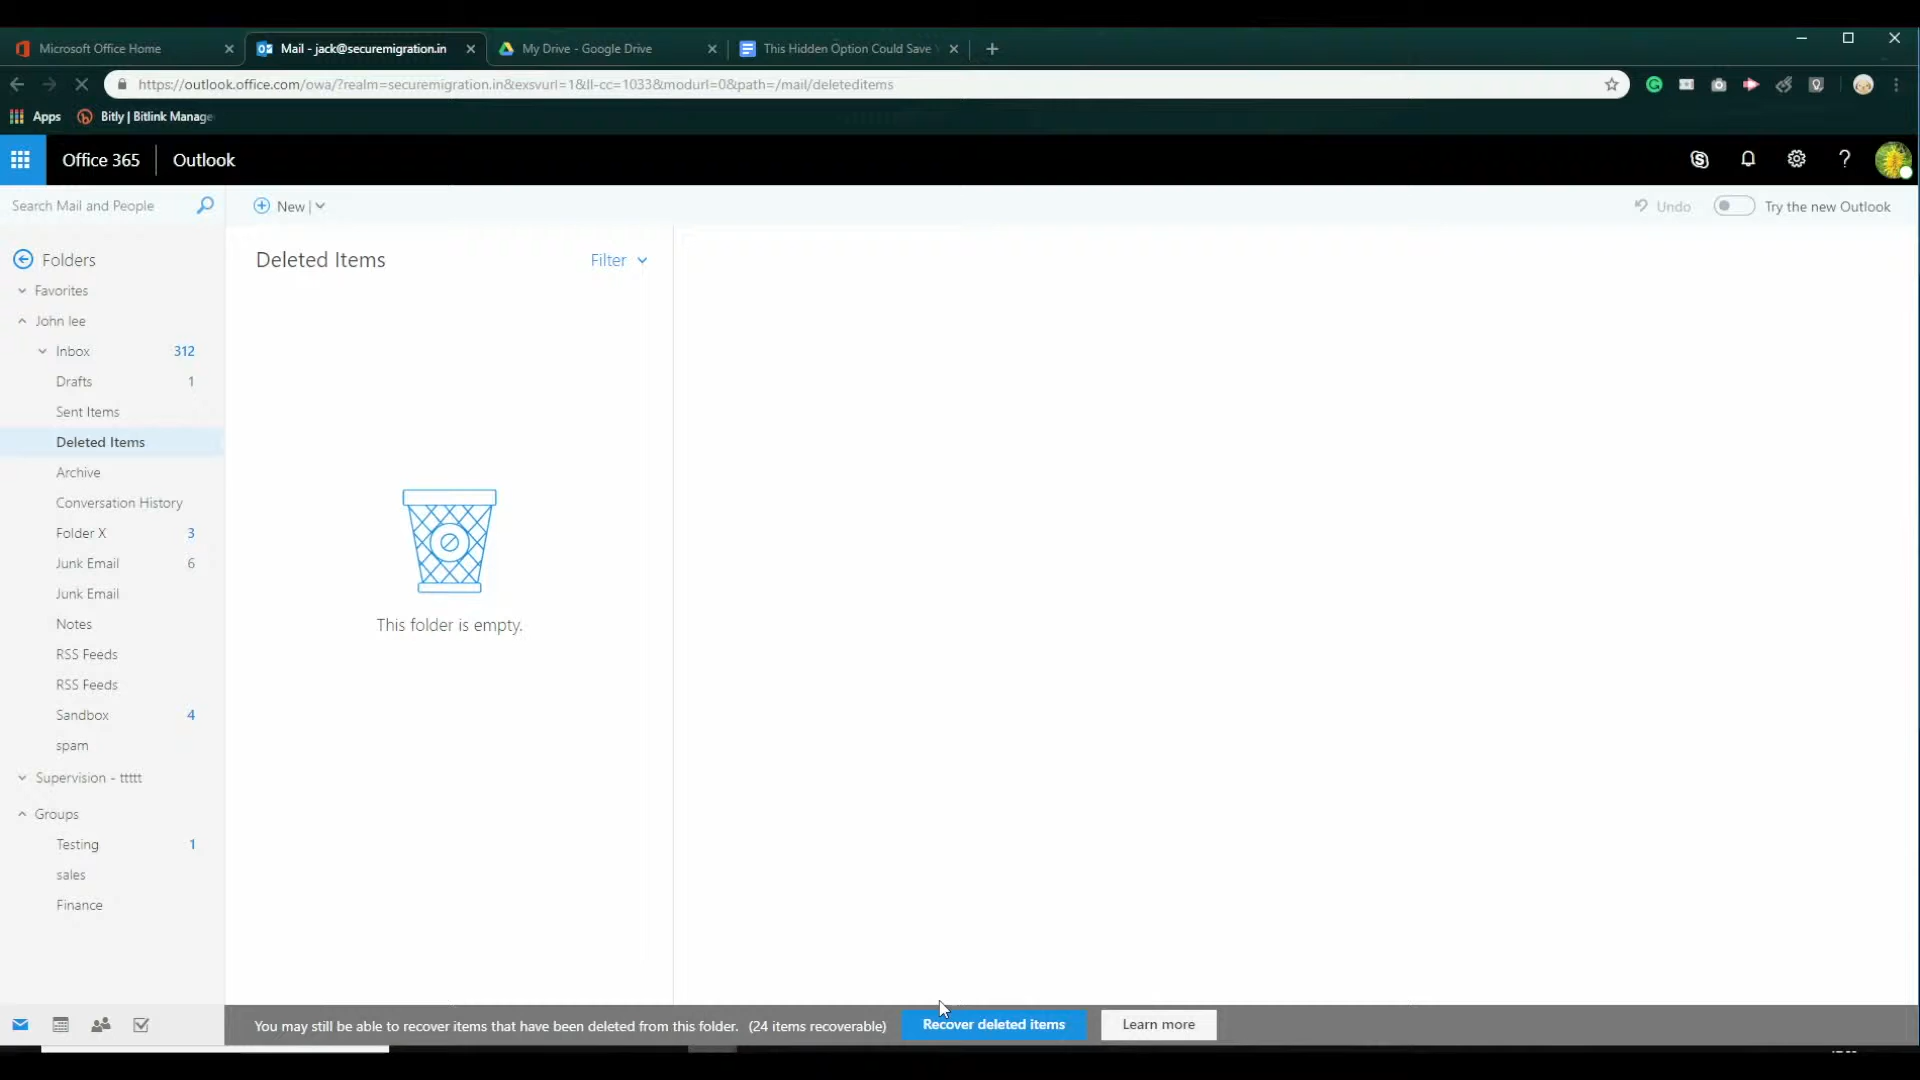 Microsoft Office Home
Mail - jack@securemigration.in
My Drive - Google Drive
This Hidden Option Could Save
https://outlook.office.com/owa/?realm=securemigration.in&exsvurl=1&ll-cc=1033&modurl=0&path=/mail/deleteditems
Apps
Bitly | Bitlink Manage
Office 365
Outlook
Search Mail and People
New
Undo
Try the new Outlook
Folders
Favorites
John lee
Inbox 312
Drafts 1
Sent Items
Deleted Items
Archive
Conversation History
Folder X 3
Junk Email 6
Junk Email
Notes
RSS Feeds
RSS Feeds
Sandbox 4
spam
Supervision - ttttt
Groups
Testing 1
sales
Finance
Deleted Items
Filter
This folder is empty.
You may still be able to recover items that have been deleted from this folder. (24 items recoverable)
Recover deleted items
Learn more